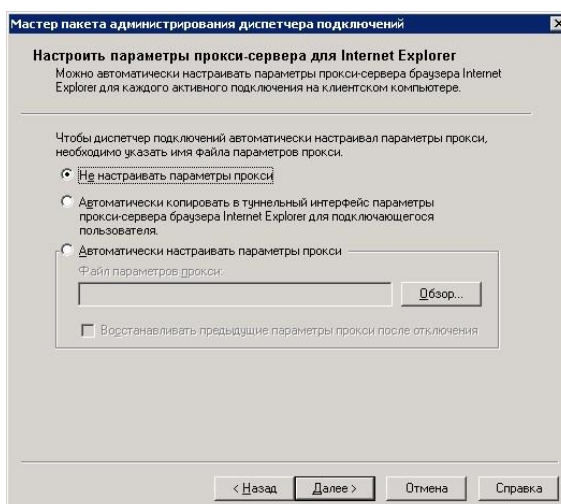 Мастер пакета администрирования диспетчера подключений
Настроить параметры прокси-сервера для Internet Explorer
Можно автоматически настраивать параметры прокси-сервера браузера Internet
Explorer для каждого активного подключения на клиентском компьютере.
Чтобы диспетчер подключений автоматически настраивал параметры прокси,
необходимо указать имя файла параметров прокси.
Не настраивать параметры прокси
Автоматически копировать в туннельный интерфейс параметры
прокси-сервера браузера Internet Explorer для подключающегося
пользователя.
Автоматически настраивать параметры прокси
Файл параметров прокси:
Обзор...
Восстанавливать предыдущие параметры прокси после отключения
< Назад Далее > Отмена Справка